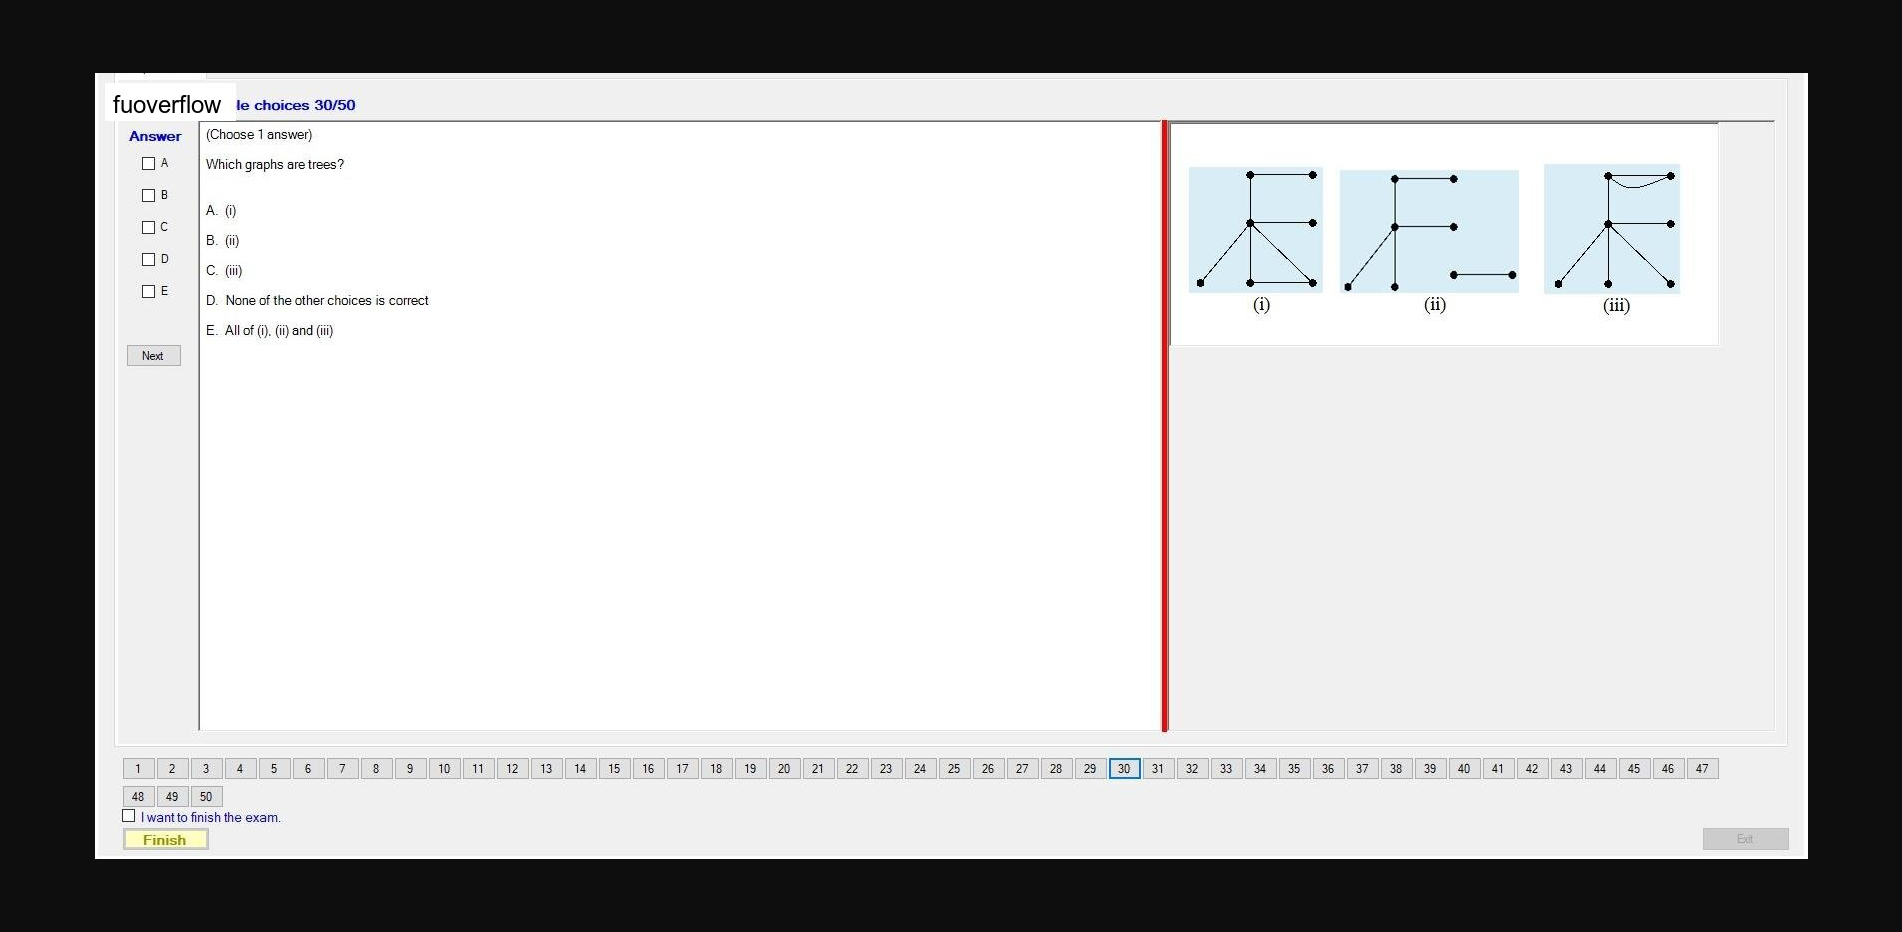 fuoverflow
le choices 30/50
Answer
(Choose 1 answer)
A
Which graphs are trees?
B
C
D
E
A. (i)
B. (ii)
C. (iii)
D. None of the other choices is correct
E. All of (i), (ii) and (iii)
Next
(i)
(ii)
(iii)
1 2 3 4 5 6 7 8 9 10 11 12 13 14 15 16 17 18 19 20 21 22 23 24 25 26 27 28 29 30 31 32 33 34 35 36 37 38 39 40 41 42 43 44 45 46 47
48 49 50
I want to finish the exam.
Finish
Exit